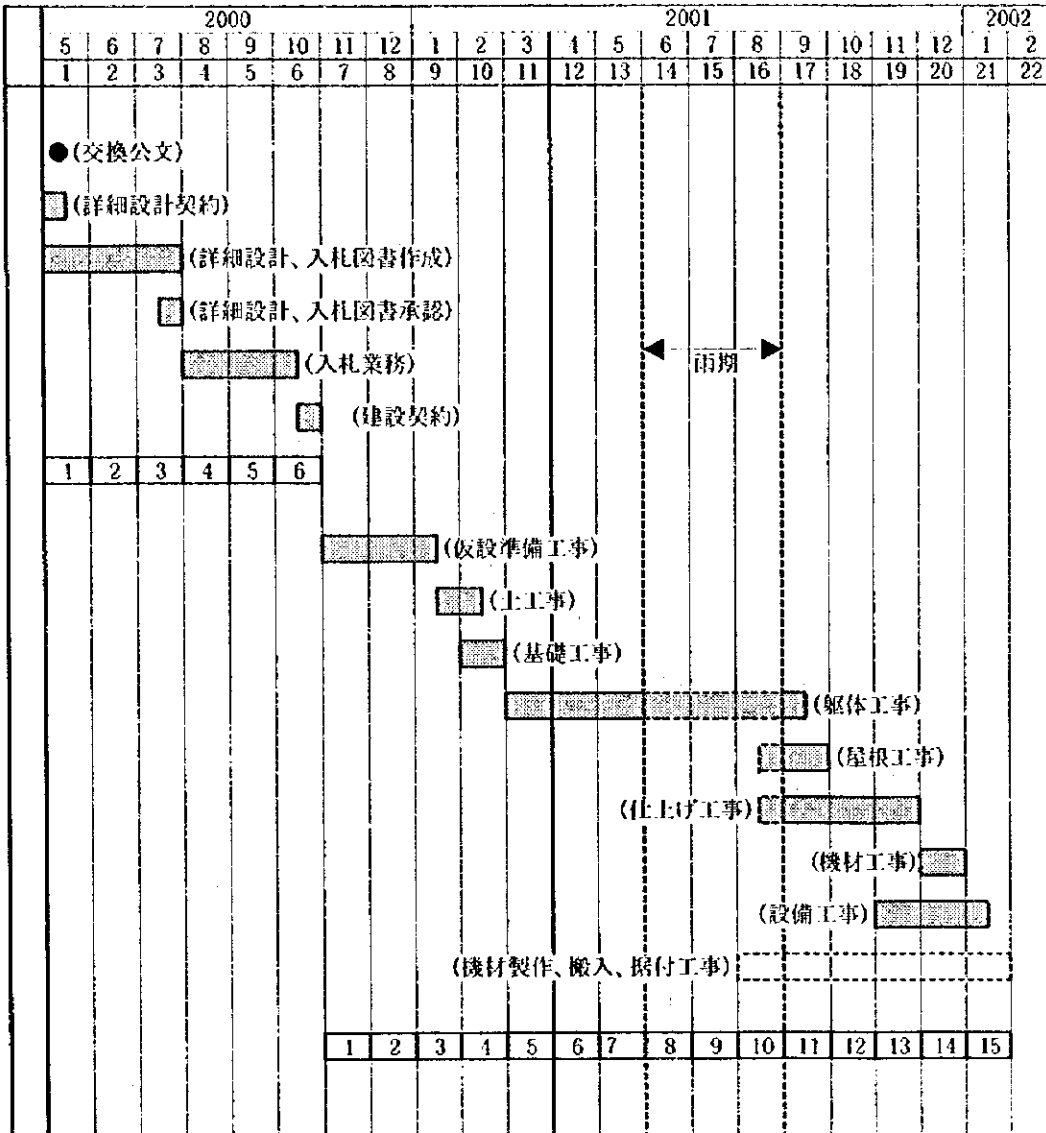 2000 2001 2002
5 6 7 8 9 10 11 12 1 2 3 4 5 6 7 8 9 10 11 12 1 2
1 2 3 4 5 6 7 8 9 10 11 12 13 14 15 16 17 18 19 20 21 22
(交換公文)
(詳細設計契約)
(詳細設計、入札図書作成)
(詳細設計、入札図書承認)
(入札業務)
雨期
(建設契約)
1 2 3 4 5 6
(仮設準備工事)
(土工事)
(基礎工事)
(躯体工事)
(屋根工事)
(仕上げ工事)
(機材工事)
(設備工事)
(機材製作、搬入、据付工事)
1 2 3 4 5 6 7 8 9 10 11 12 13 14 15